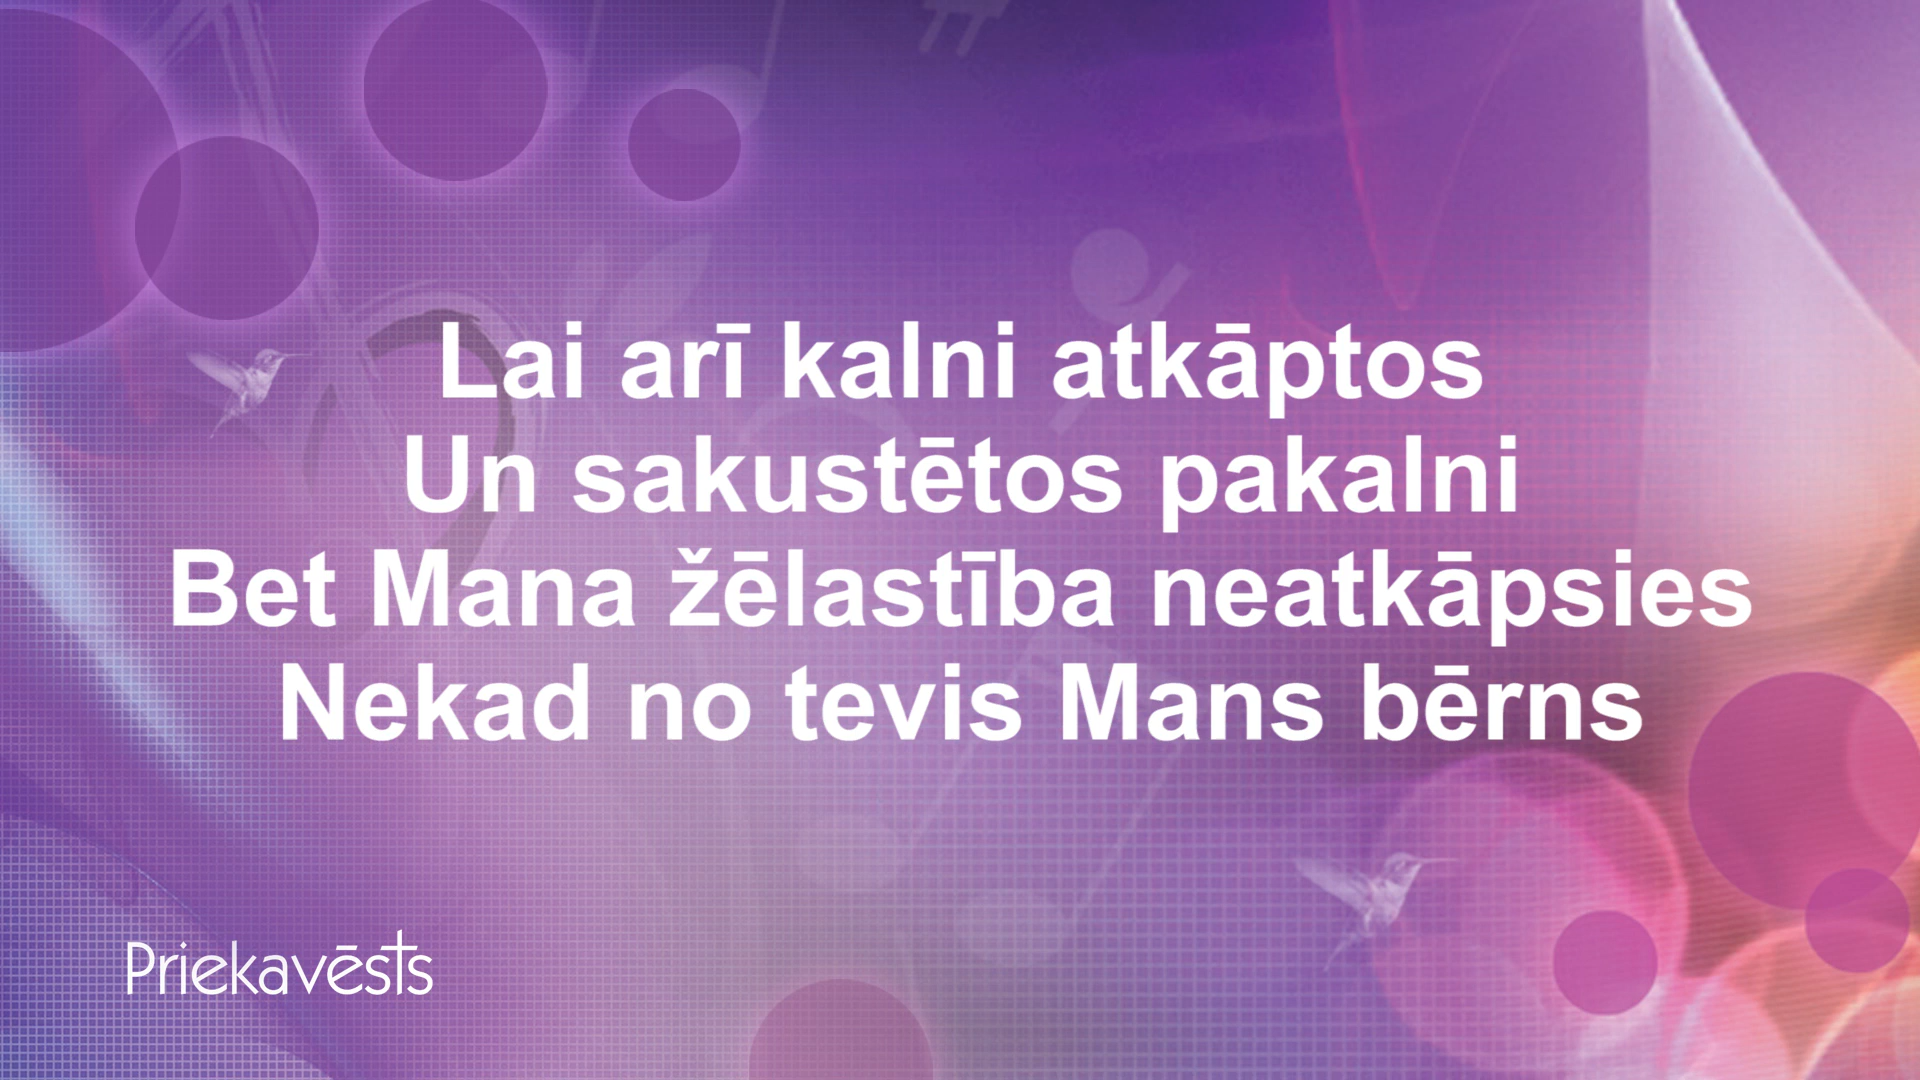 Lai arī kalni atkāptos
Un sakustētos pakalni
Bet Mana žēlastība neatkāpsies
Nekad no tevis Mans bērns
Priekavēsts